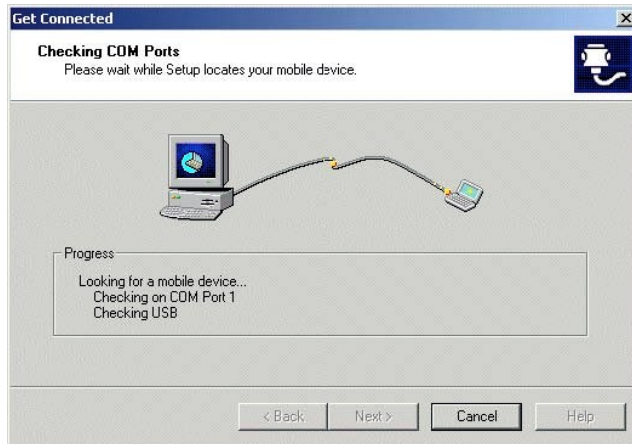 Get Connected
Checking COM Ports
Please wait while Setup locates your mobile device.
Progress
Looking for a mobile device...
Checking on COM Port 1
Checking USB
< Back
Next >
Cancel
Help